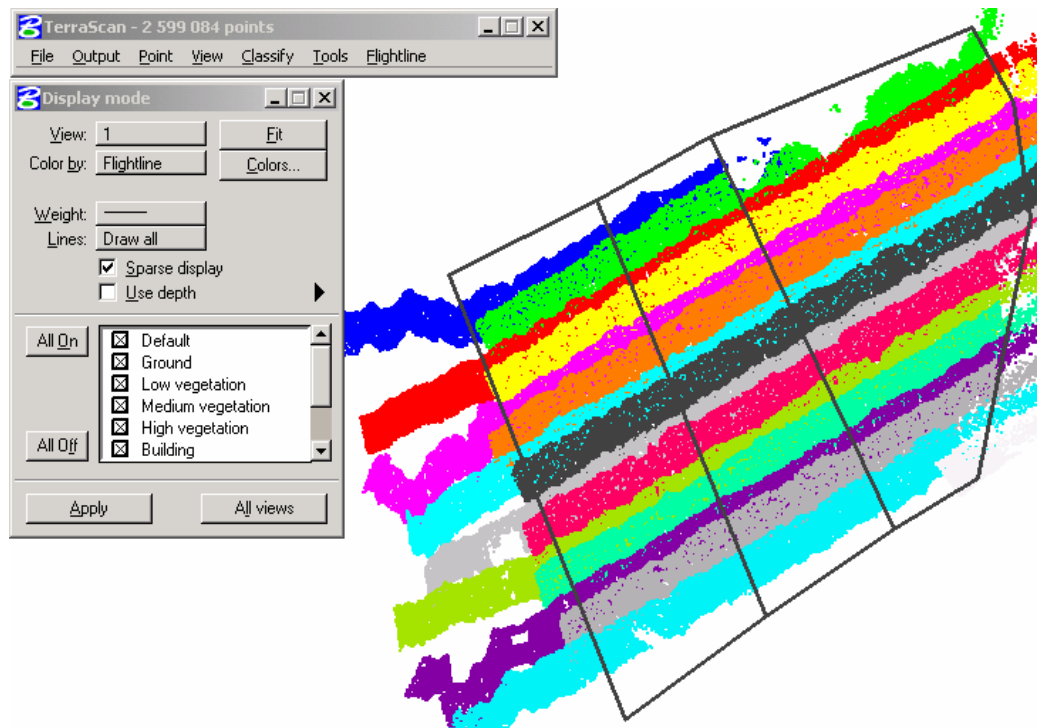 TerraScan - 2 599 084 points
File Output Point View Classify Tools Flightline
Display mode
View: 1 Fit
Color by: Flightline Colors...
Weight:
Lines: Draw all
Sparse display
Use depth
All On
Default
Ground
Low vegetation
Medium vegetation
High vegetation
All Off
Building
Apply All views